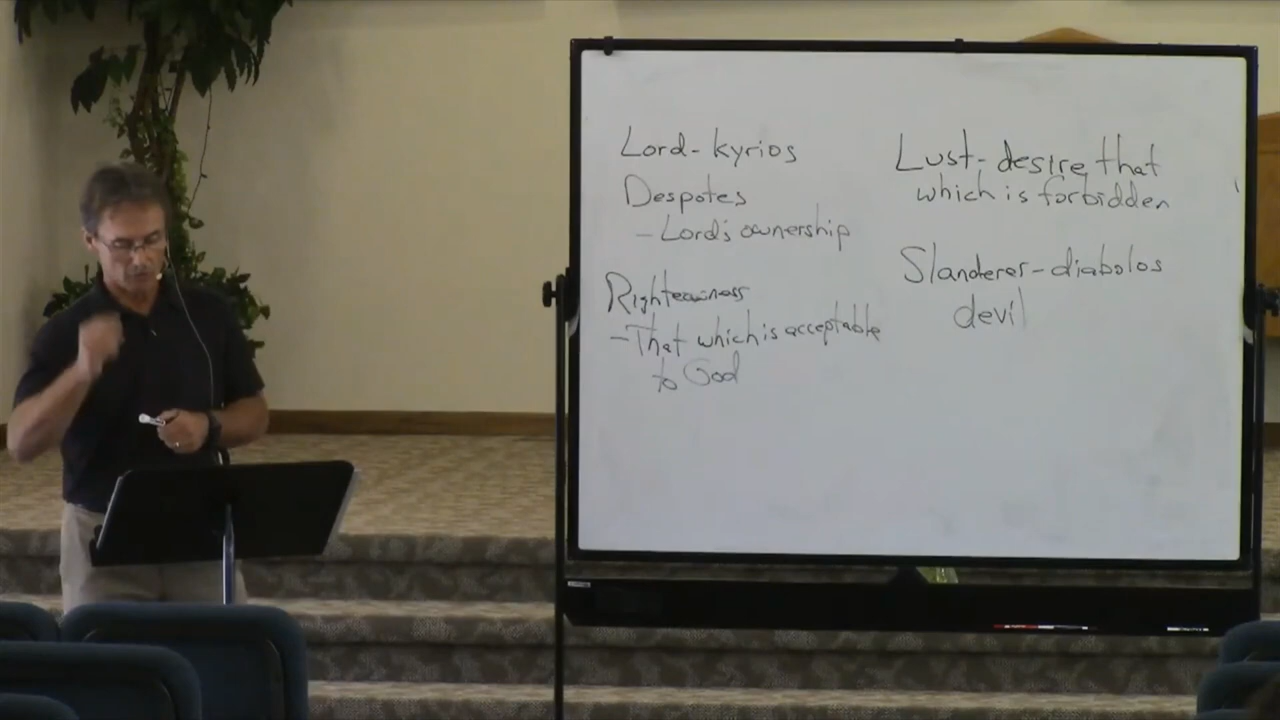 Lord - kyrios
Despotes
- Lord's ownership
Righteousness
- That which is acceptable
to God
Lust - desire that
which is forbidden
Slanderer - diabolos
devil